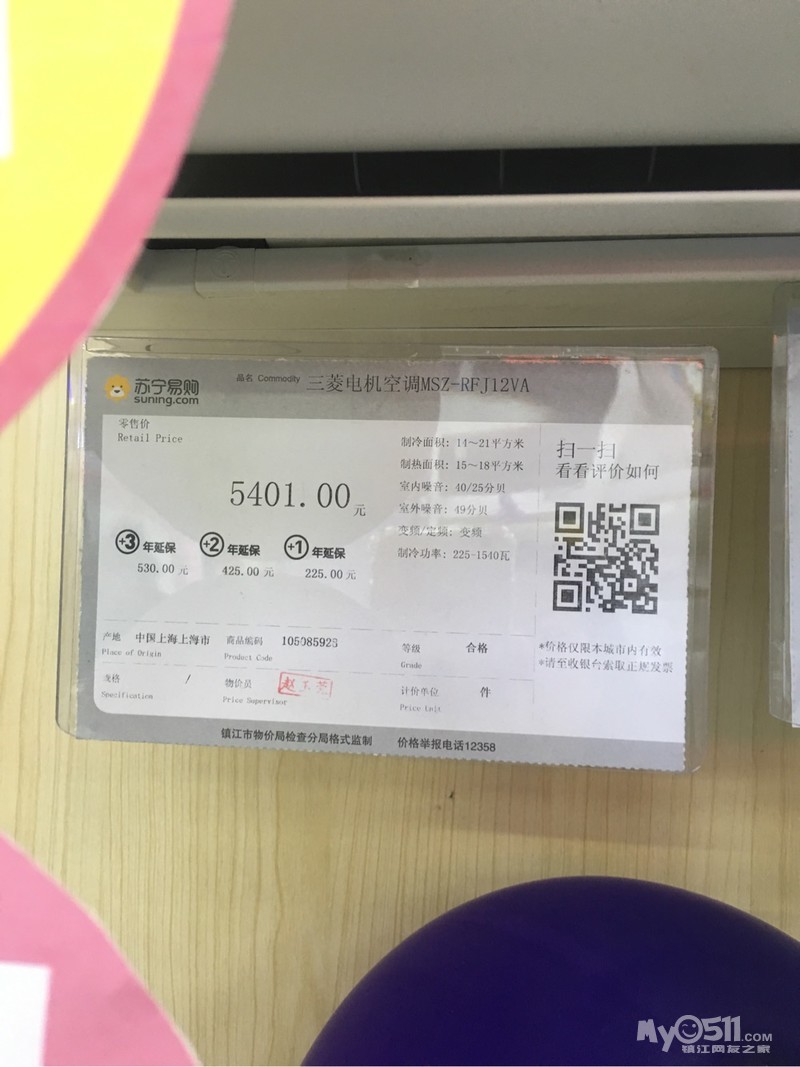 苏宁易购
suning.com
品名 Commodity 三菱电机空调MSZ-RFJ12VA
零售价
Retail Price
5401.00元
+3年延保 +2年延保 +1年延保
530.00 元 425.00 元 225.00 元
制冷面积: 14~21平方米
制热面积: 15~18平方米
室内噪音: 40/25分贝
室外噪音: 49分贝
变频/定频: 变频
制冷功率: 225-1540瓦
扫一扫
看看评价如何
*价格仅限本城市内有效
*请至收银台索取正规发票
产地 中国上海上海市 商品编码 105085928 等级 合格
Place of Origin Product Code Grade
规格 / 物价员 赵玉芳 计价单位 件
Specification Price Supervisor Price Unit
镇江市物价局检查分局格式监制 价格举报电话12358
My0511.COM
镇江网友之家